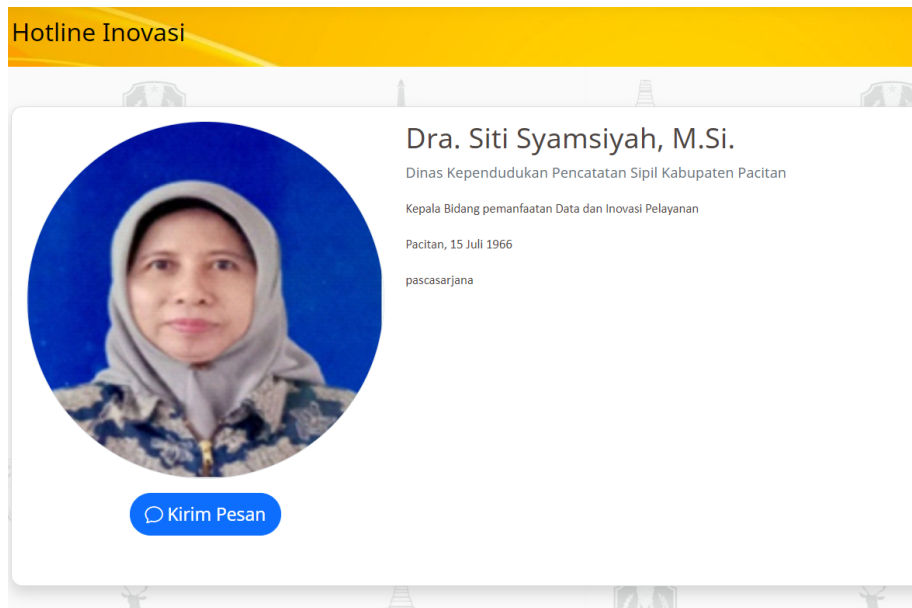 Hotline Inovasi
Dra. Siti Syamsiyah, M.Si.
Dinas Kependudukan Pencatatan Sipil Kabupaten Pacitan
Kepala Bidang pemanfaatan Data dan Inovasi Pelayanan
Pacitan, 15 Juli 1966
pascasarjana
Kirim Pesan